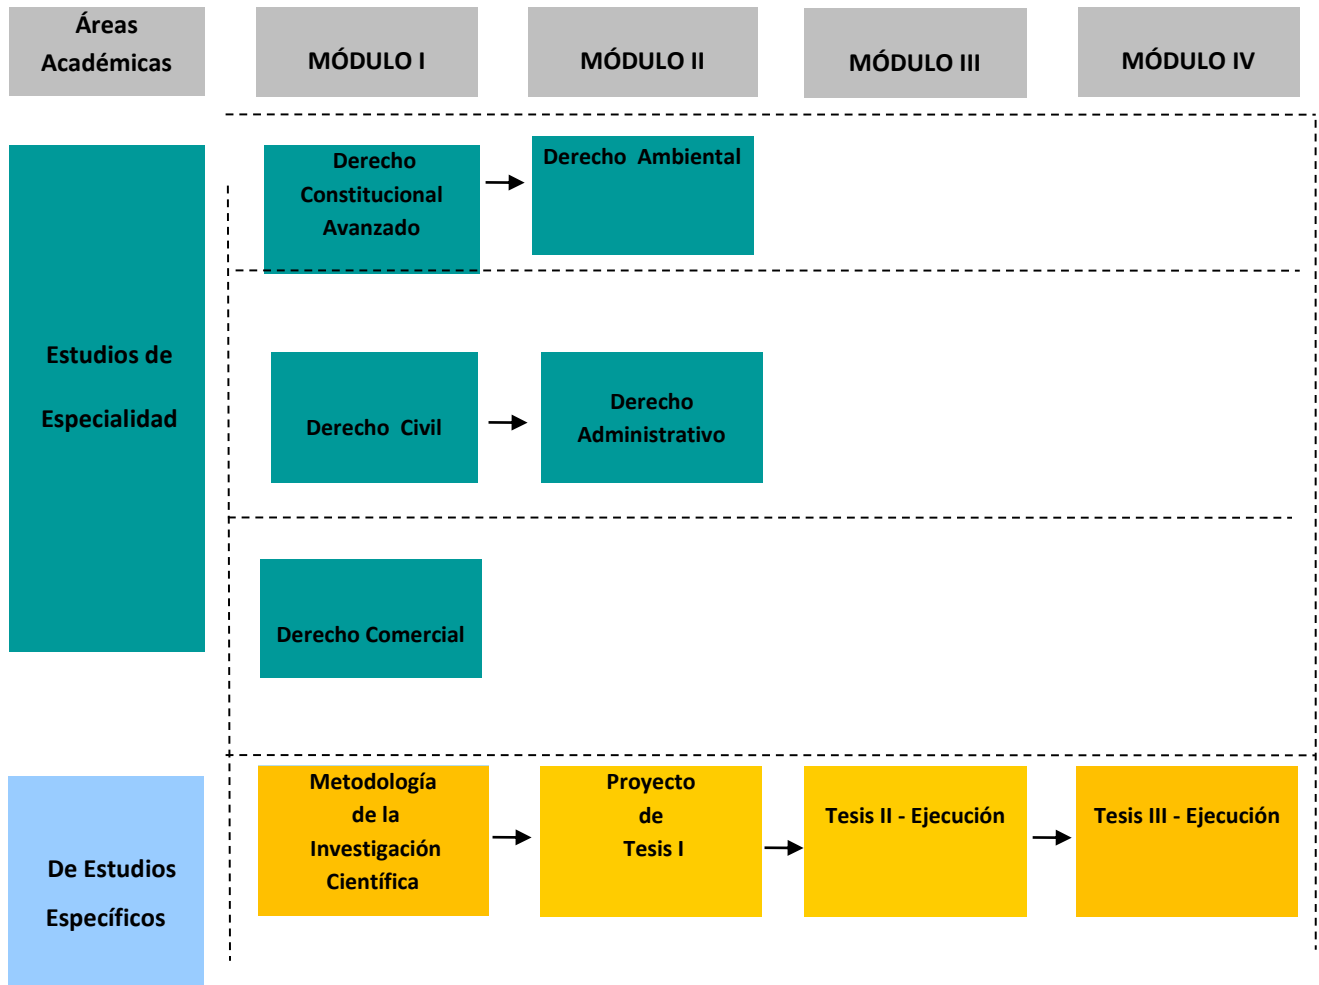 Áreas
Académicas
MÓDULO I
MÓDULO II
MÓDULO III
MÓDULO IV
Estudios de
Especialidad
Derecho
Constitucional
Avanzado
Derecho Ambiental
Derecho Civil
Derecho
Administrativo
Derecho Comercial
De Estudios
Específicos
Metodología
de la
Investigación
Científica
Proyecto
de
Tesis I
Tesis II - Ejecución
Tesis III - Ejecución